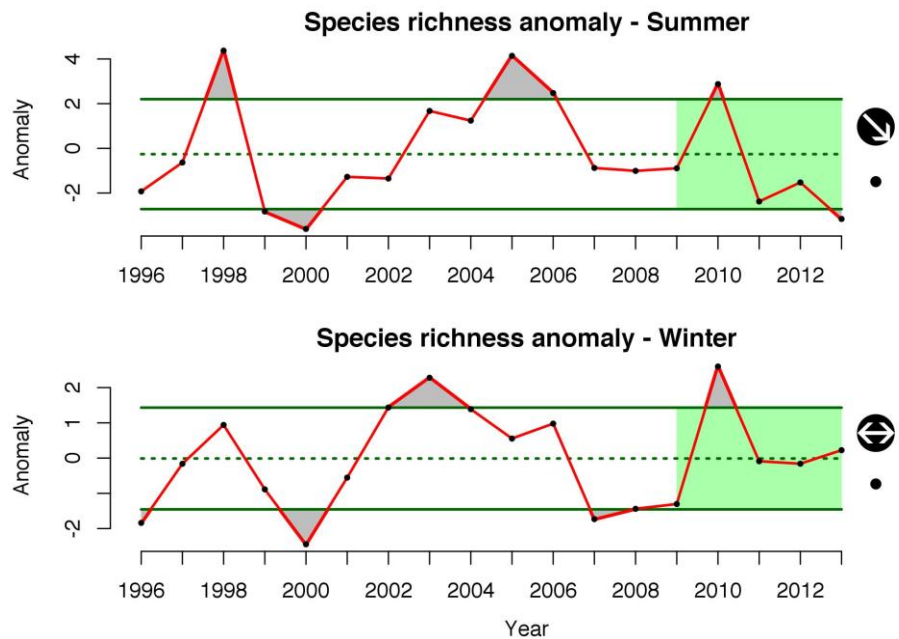 Species richness anomaly - Summer
Anomaly
4
2
0
-2
1996 1998 2000 2002 2004 2006 2008 2010 2012
Species richness anomaly - Winter
Anomaly
2
1
0
-2
1996 1998 2000 2002 2004 2006 2008 2010 2012
Year